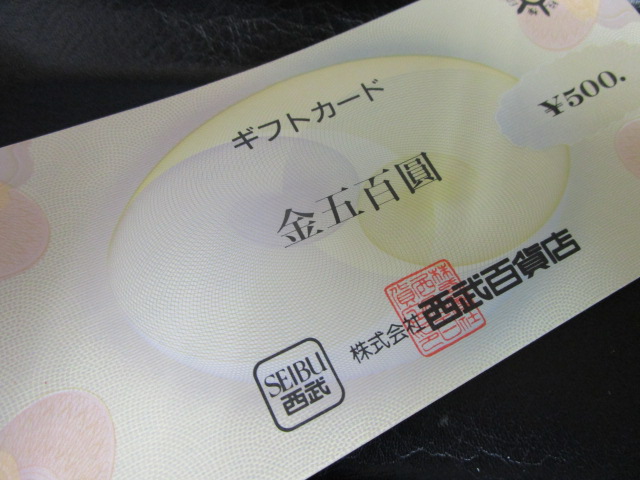 ¥500.
ギフトカード
金五百圓
株式会社 西武百貨店
SEIBU
西武